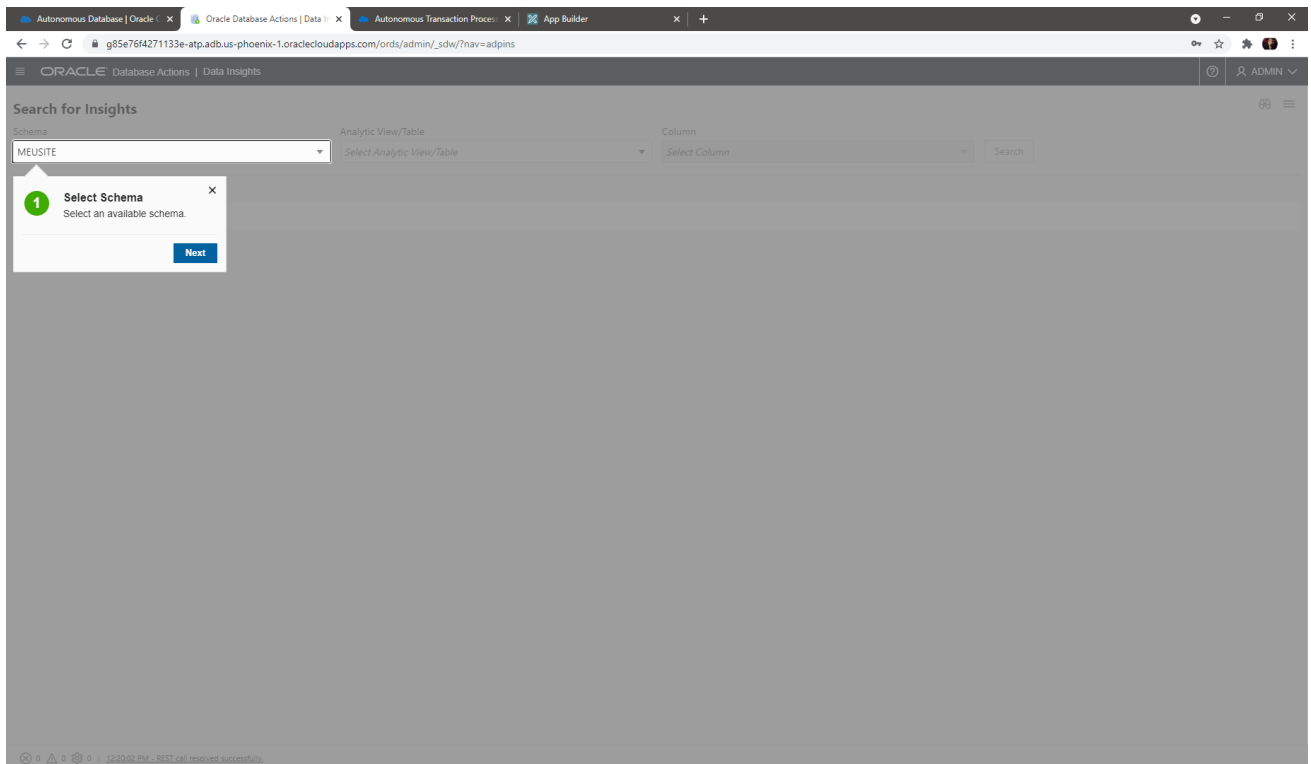 Autonomous Database | Oracle C
Oracle Database Actions | Data In
Autonomous Transaction Process
App Builder
g85e76f4271133e-atp.adb.us-phoenix-1.oraclecloudapps.com/ords/admin/_sdw/?nav=adpins
ORACLE Database Actions | Data Insights
ADMIN
Search for Insights
Schema
Analytic View/Table
Column
MEUSITE
Select Analytic View/Table
Select Column
Search
1
Select Schema
Select an available schema.
Next
0 0 0 | 12:20:02 PM - REST call resolved successfully.